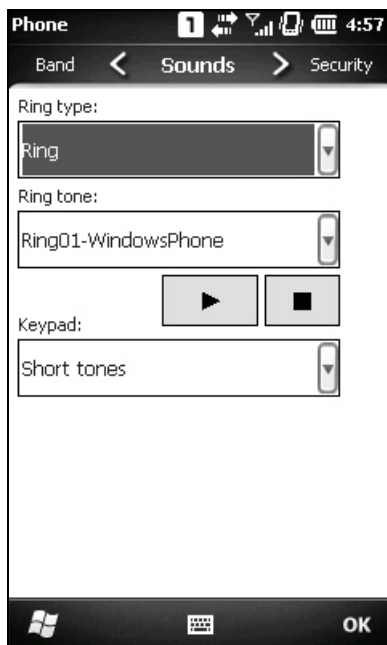 Phone 1 4:57
Band Sounds Security
Ring type:
Ring
Ring tone:
Ring01-WindowsPhone
Keypad:
Short tones
OK